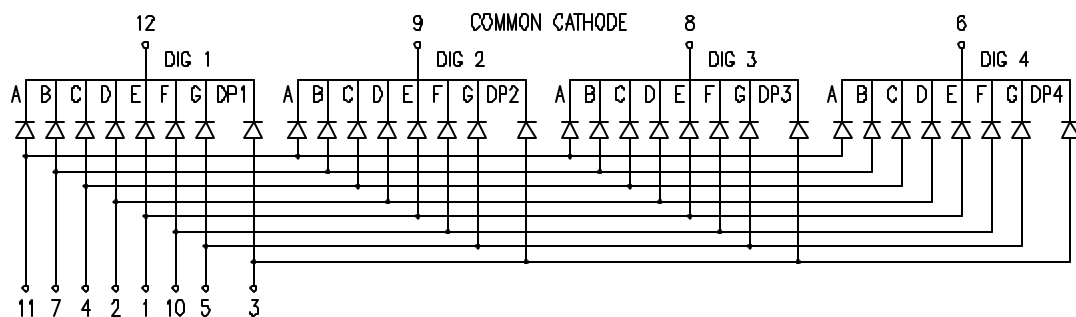 12 9 COMMON CATHODE 8 6
DIG 1 DIG 2 DIG 3 DIG 4
A B C D E F G DP1 A B C D E F G DP2 A B C D E F G DP3 A B C D E F G DP4
11 7 4 2 1 10 5 3